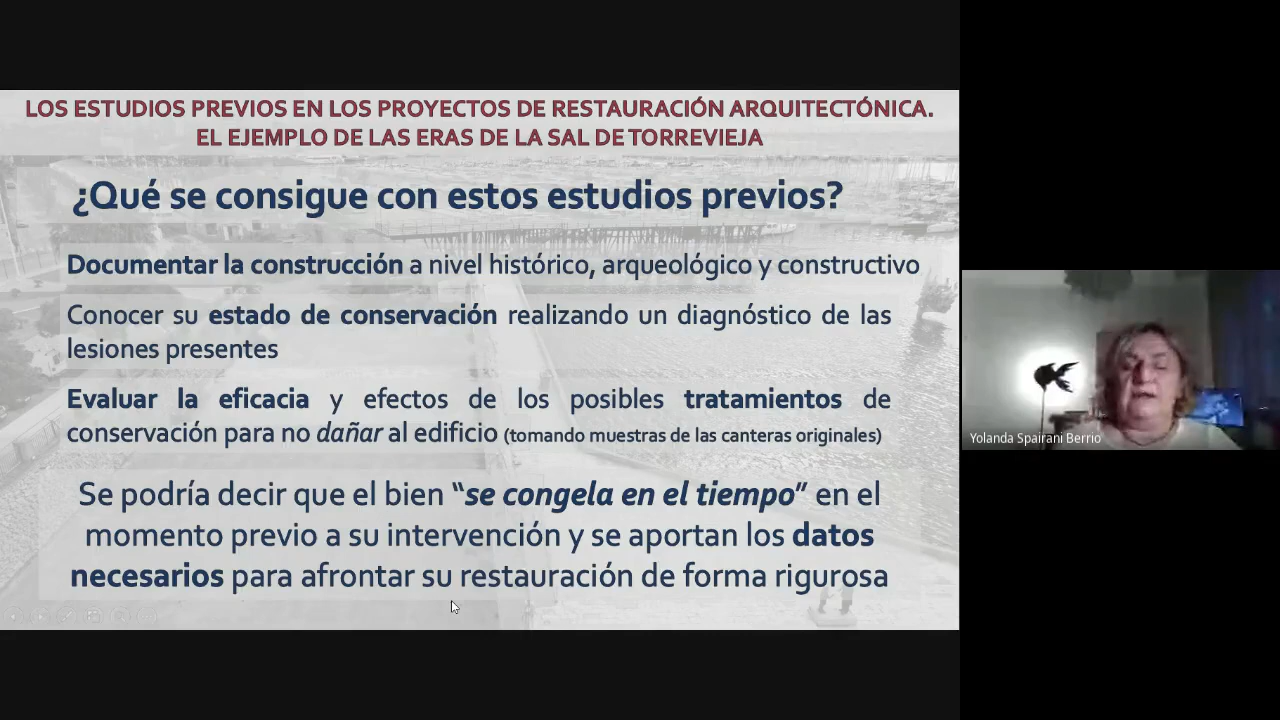 LOS ESTUDIOS PREVIOS EN LOS PROYECTOS DE RESTAURACIÓN ARQUITECTÓNICA.
EL EJEMPLO DE LAS ERAS DE LA SAL DE TORREVIEJA
¿Qué se consigue con estos estudios previos?
Documentar la construcción a nivel histórico, arqueológico y constructivo
Conocer su estado de conservación realizando un diagnóstico de las
lesiones presentes
Evaluar la eficacia y efectos de los posibles tratamientos de
conservación para no dañar al edificio (tomando muestras de las canteras originales)
Se podría decir que el bien “se congela en el tiempo” en el
momento previo a su intervención y se aportan los datos
necesarios para afrontar su restauración de forma rigurosa
Yolanda Spairani Berrio